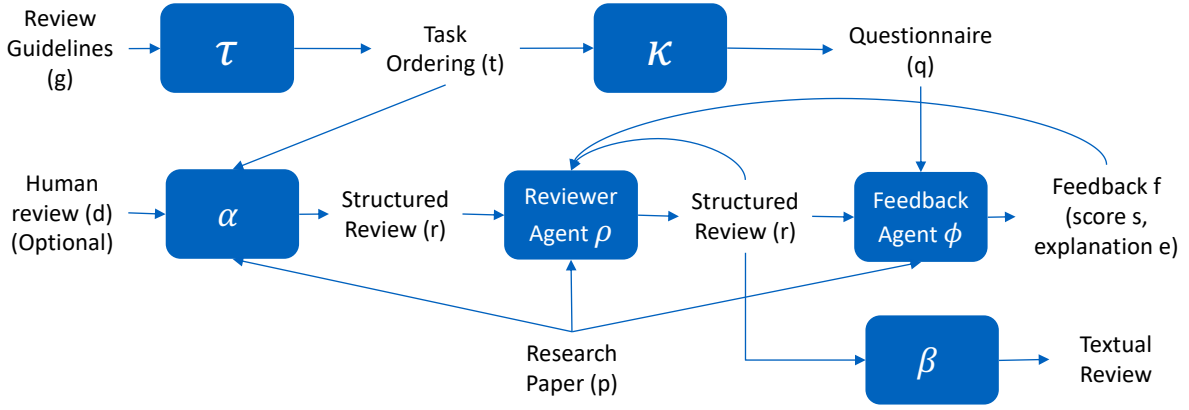 Review
Guidelines
(g)
τ
Task
Ordering (t)
κ
Questionnaire
(q)
Human
review (d)
(Optional)
α
Structured
Review (r)
Reviewer
Agent ρ
Structured
Review (r)
Feedback
Agent ϕ
Feedback f
(score s,
explanation e)
Research
Paper (p)
β
Textual
Review